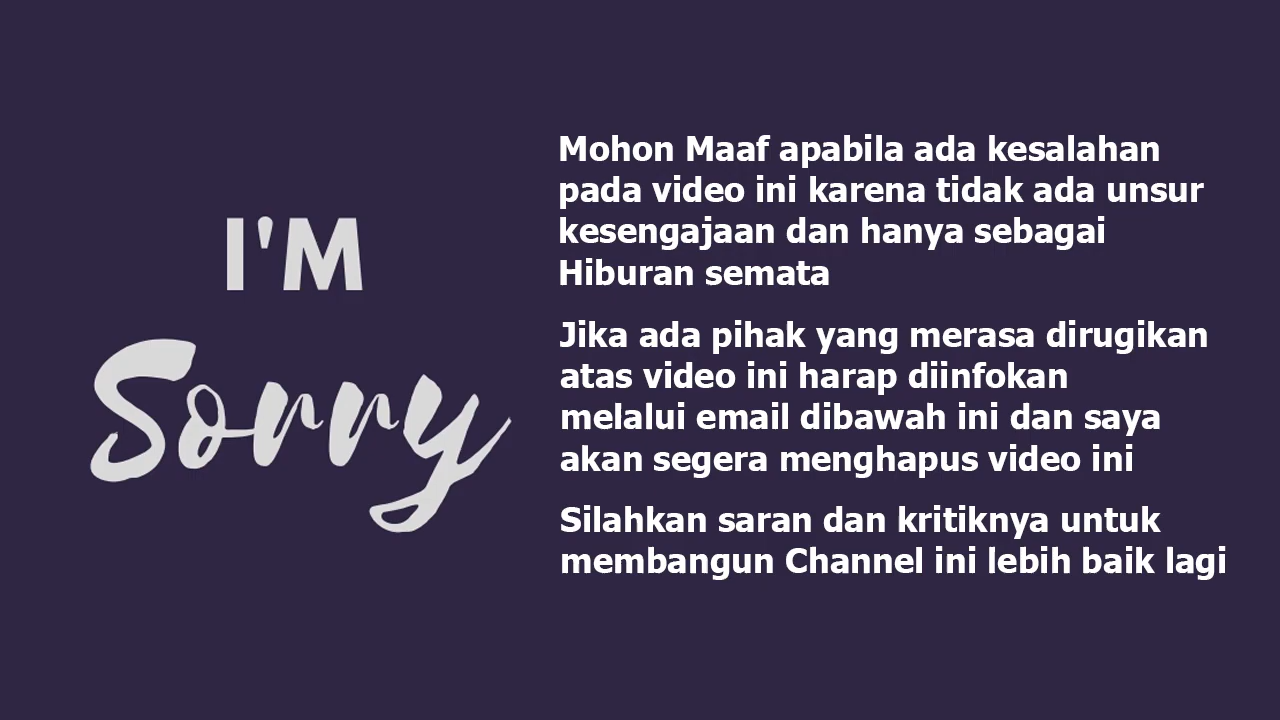 I'M
Sorry
Mohon Maaf apabila ada kesalahan
pada video ini karena tidak ada unsur
kesengajaan dan hanya sebagai
Hiburan semata
Jika ada pihak yang merasa dirugikan
atas video ini harap diinfokan
melalui email dibawah ini dan saya
akan segera menghapus video ini
Silahkan saran dan kritiknya untuk
membangun Channel ini lebih baik lagi